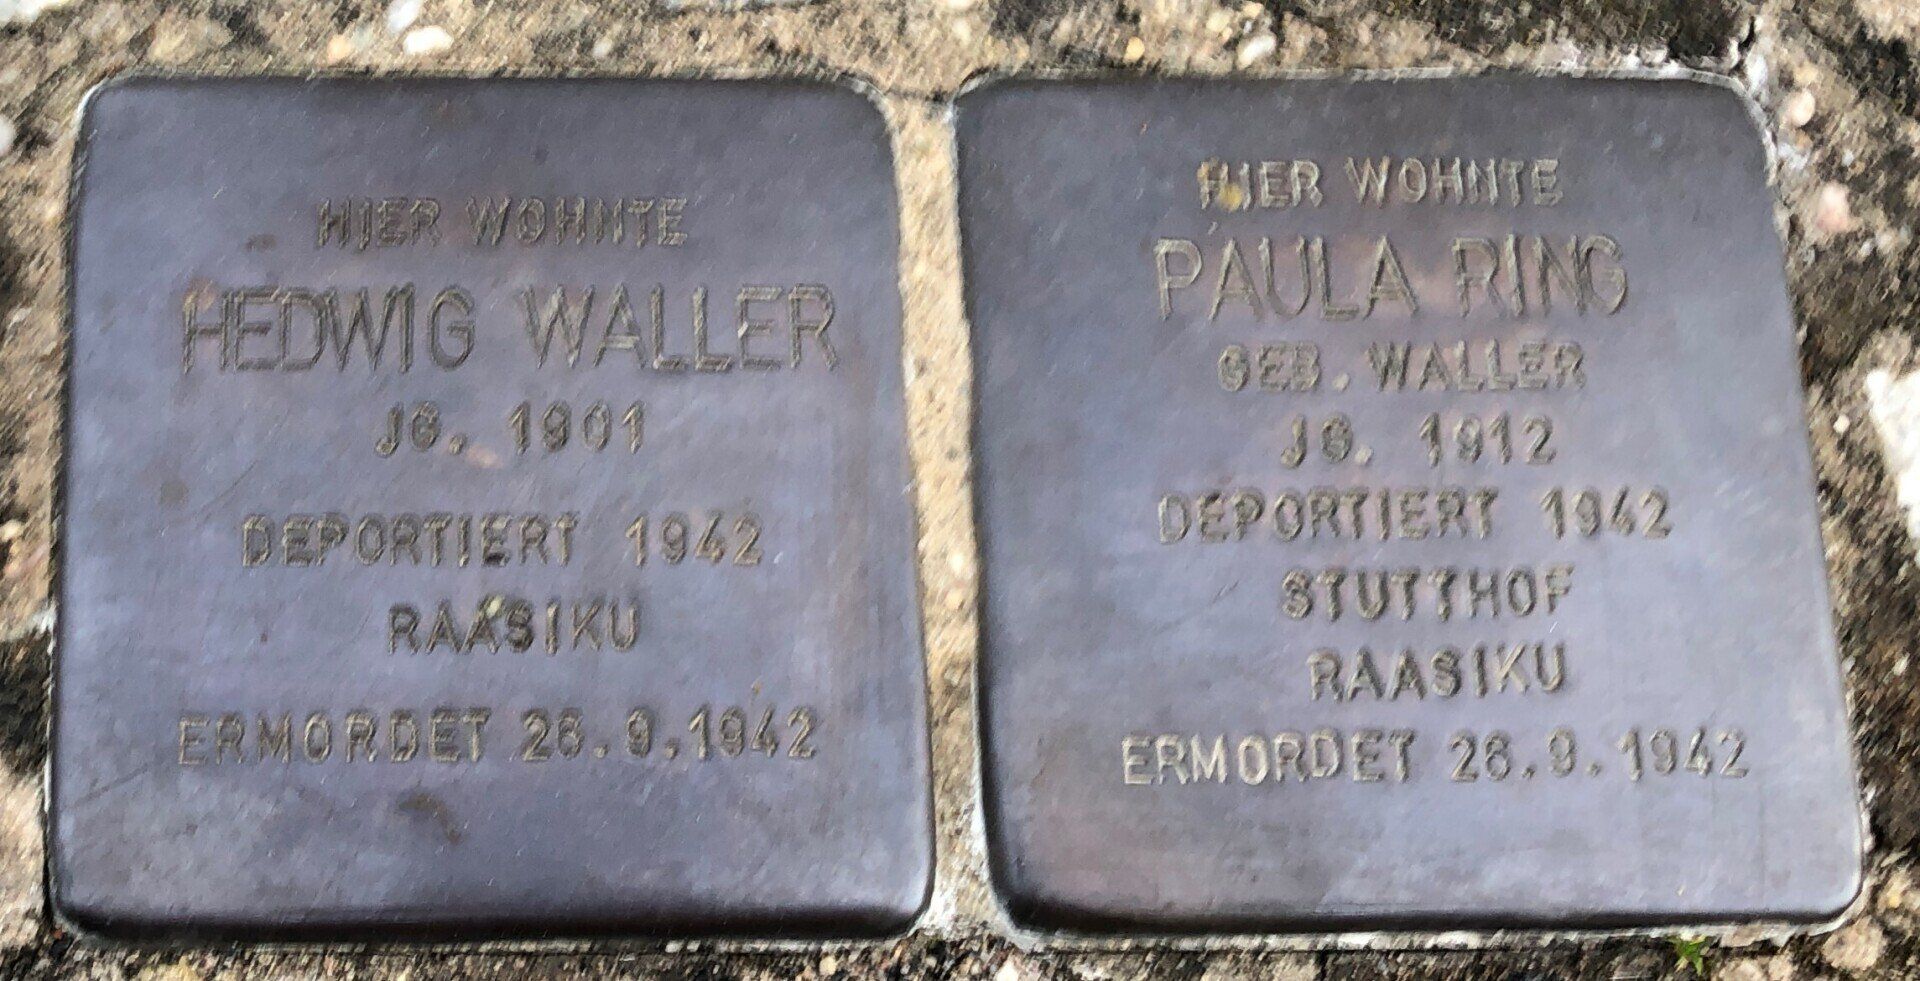 HIER WOHNTE
HEDWIG WALLER
JG. 1901
DEPORTIERT 1942
RAASIKU
ERMORDET 26.9.1942
HIER WOHNTE
PAULA RING
GEB. WALLER
JG. 1912
DEPORTIERT 1942
STUTTHOF
RAASIKU
ERMORDET 26.9.1942